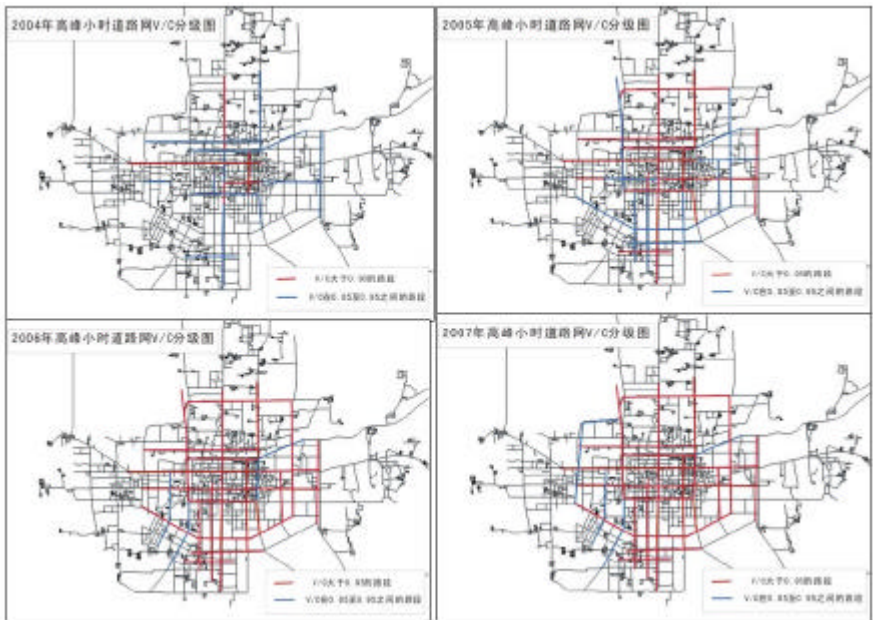 2004年高峰小时道路网V/C分级图
V/C大于0.95的路段
V/C在0.85至0.95之间的路段
2005年高峰小时道路网V/C分级图
V/C大于0.95的路段
V/C在0.85至0.95之间的路段
2006年高峰小时道路网V/C分级图
V/C大于0.95的路段
V/C在0.85至0.95之间的路段
2007年高峰小时道路网V/C分级图
V/C大于0.95的路段
V/C在0.85至0.95之间的路段